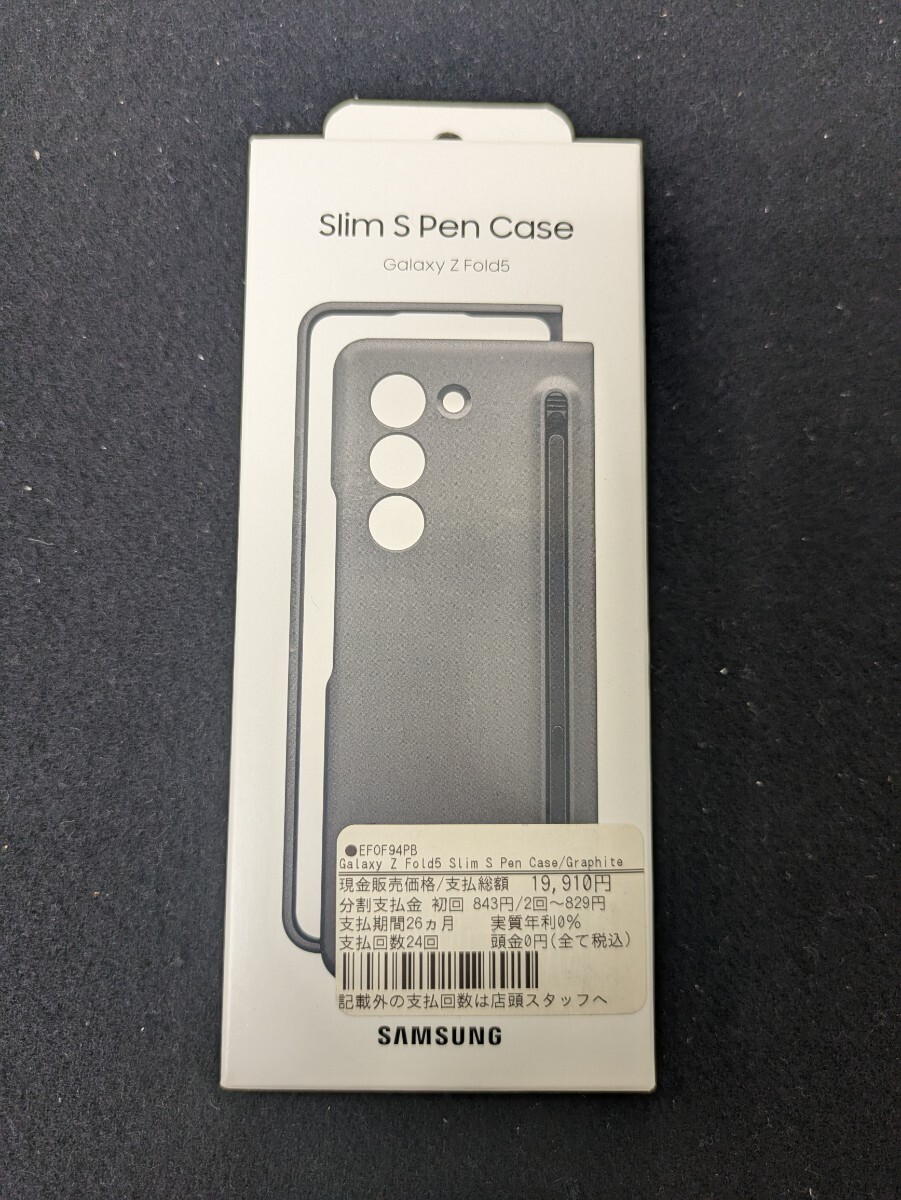 Slim S Pen Case
Galaxy Z Fold5
●EFOF94PB
Galaxy Z Fold5 Slim S Pen Case/Graphite
現金販売価格/支払総額 19,910円
分割支払金 初回 843円/2回～829円
支払期間26ヵ月 実質年利0%
支払回数24回 頭金0円(全て税込)
記載外の支払回数は店頭スタッフへ
SAMSUNG